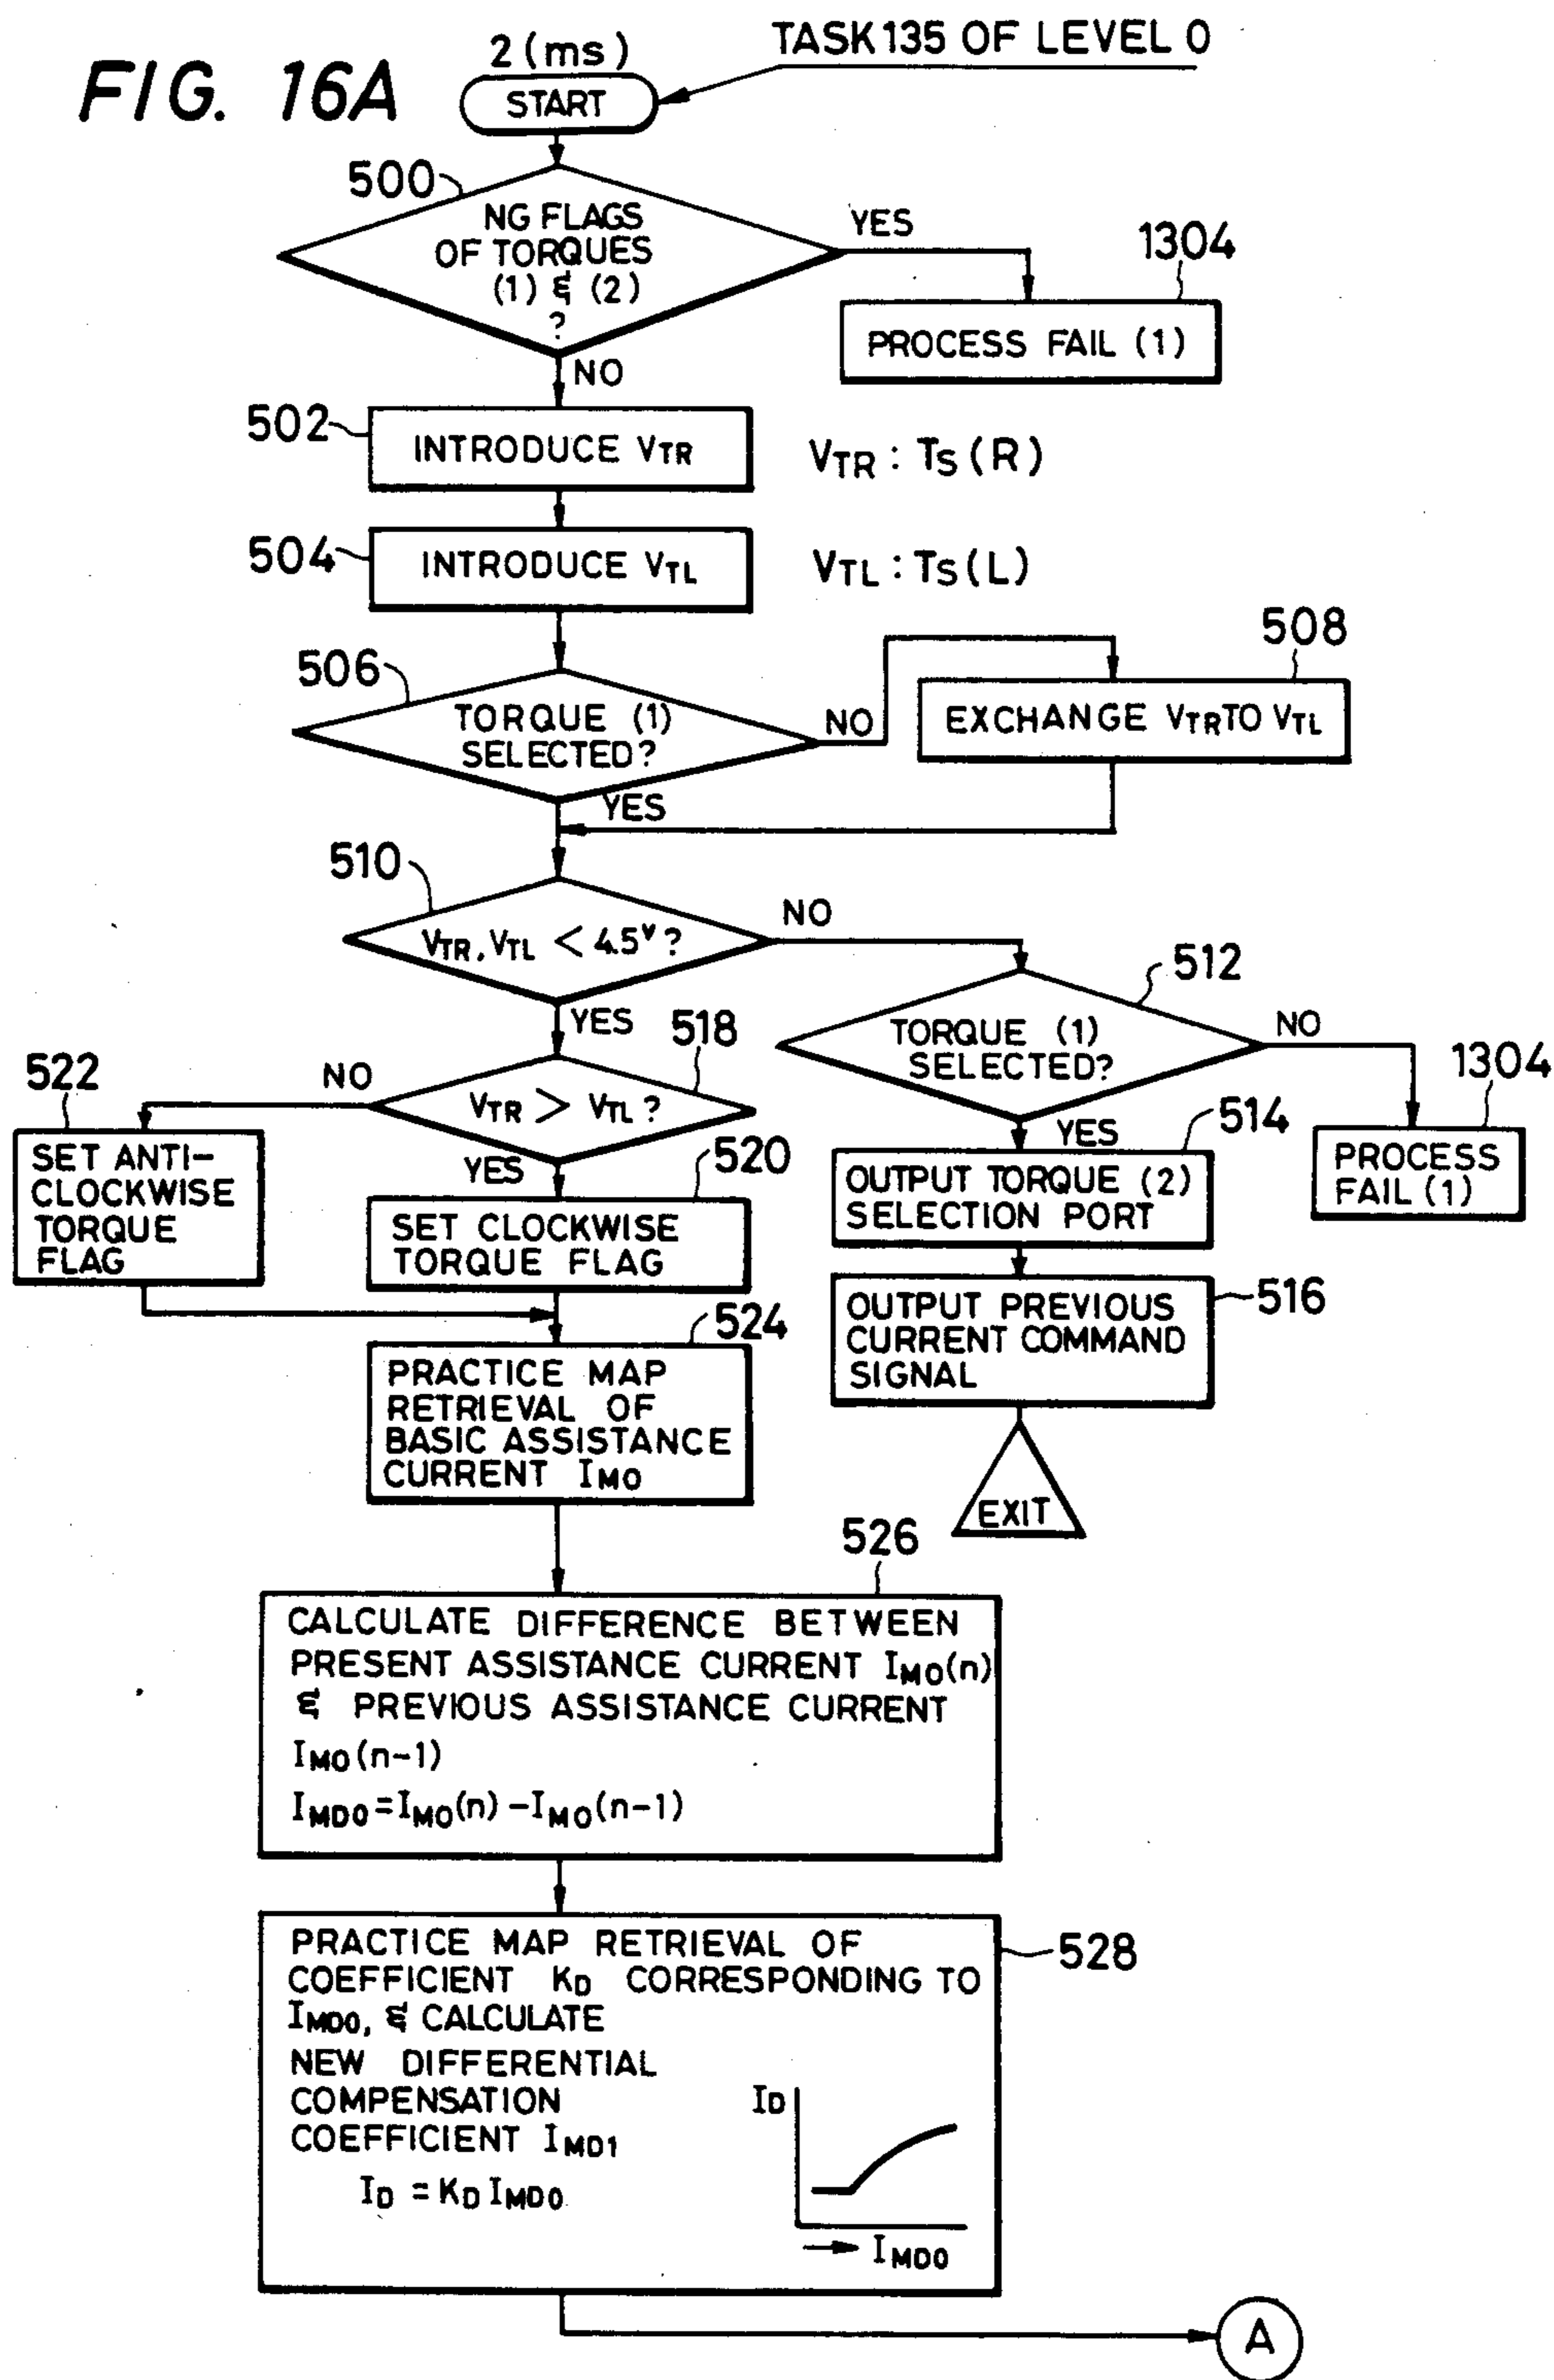 FIG. 16A
2 (ms)
TASK 135 OF LEVEL 0
START
500
NG FLAGS
OF TORQUES
(1) & (2)
?
YES
1304
PROCESS FAIL (1)
NO
502
INTRODUCE VTR
VTR : TS (R)
504
INTRODUCE VTL
VTL : TS (L)
506
TORQUE (1)
SELECTED?
NO
508
EXCHANGE VTR TO VTL
YES
510
VTR, VTL < 4.5V ?
NO
YES
512
TORQUE (1)
SELECTED?
NO
1304
PROCESS
FAIL (1)
YES
514
OUTPUT TORQUE (2)
SELECTION PORT
516
OUTPUT PREVIOUS
CURRENT COMMAND
SIGNAL
EXIT
518
VTR > VTL ?
NO
522
SET ANTI-
CLOCKWISE
TORQUE
FLAG
YES
520
SET CLOCKWISE
TORQUE FLAG
524
PRACTICE MAP
RETRIEVAL OF
BASIC ASSISTANCE
CURRENT IMO
526
CALCULATE DIFFERENCE BETWEEN
PRESENT ASSISTANCE CURRENT IMO(n)
& PREVIOUS ASSISTANCE CURRENT
IMO(n-1)
IMDO=IMO(n)-IMO(n-1)
528
PRACTICE MAP RETRIEVAL OF
COEFFICIENT KD CORRESPONDING TO
IMDO, & CALCULATE
NEW DIFFERENTIAL
COMPENSATION
COEFFICIENT IMD1
ID = KD IMDO
ID
IMDO
A